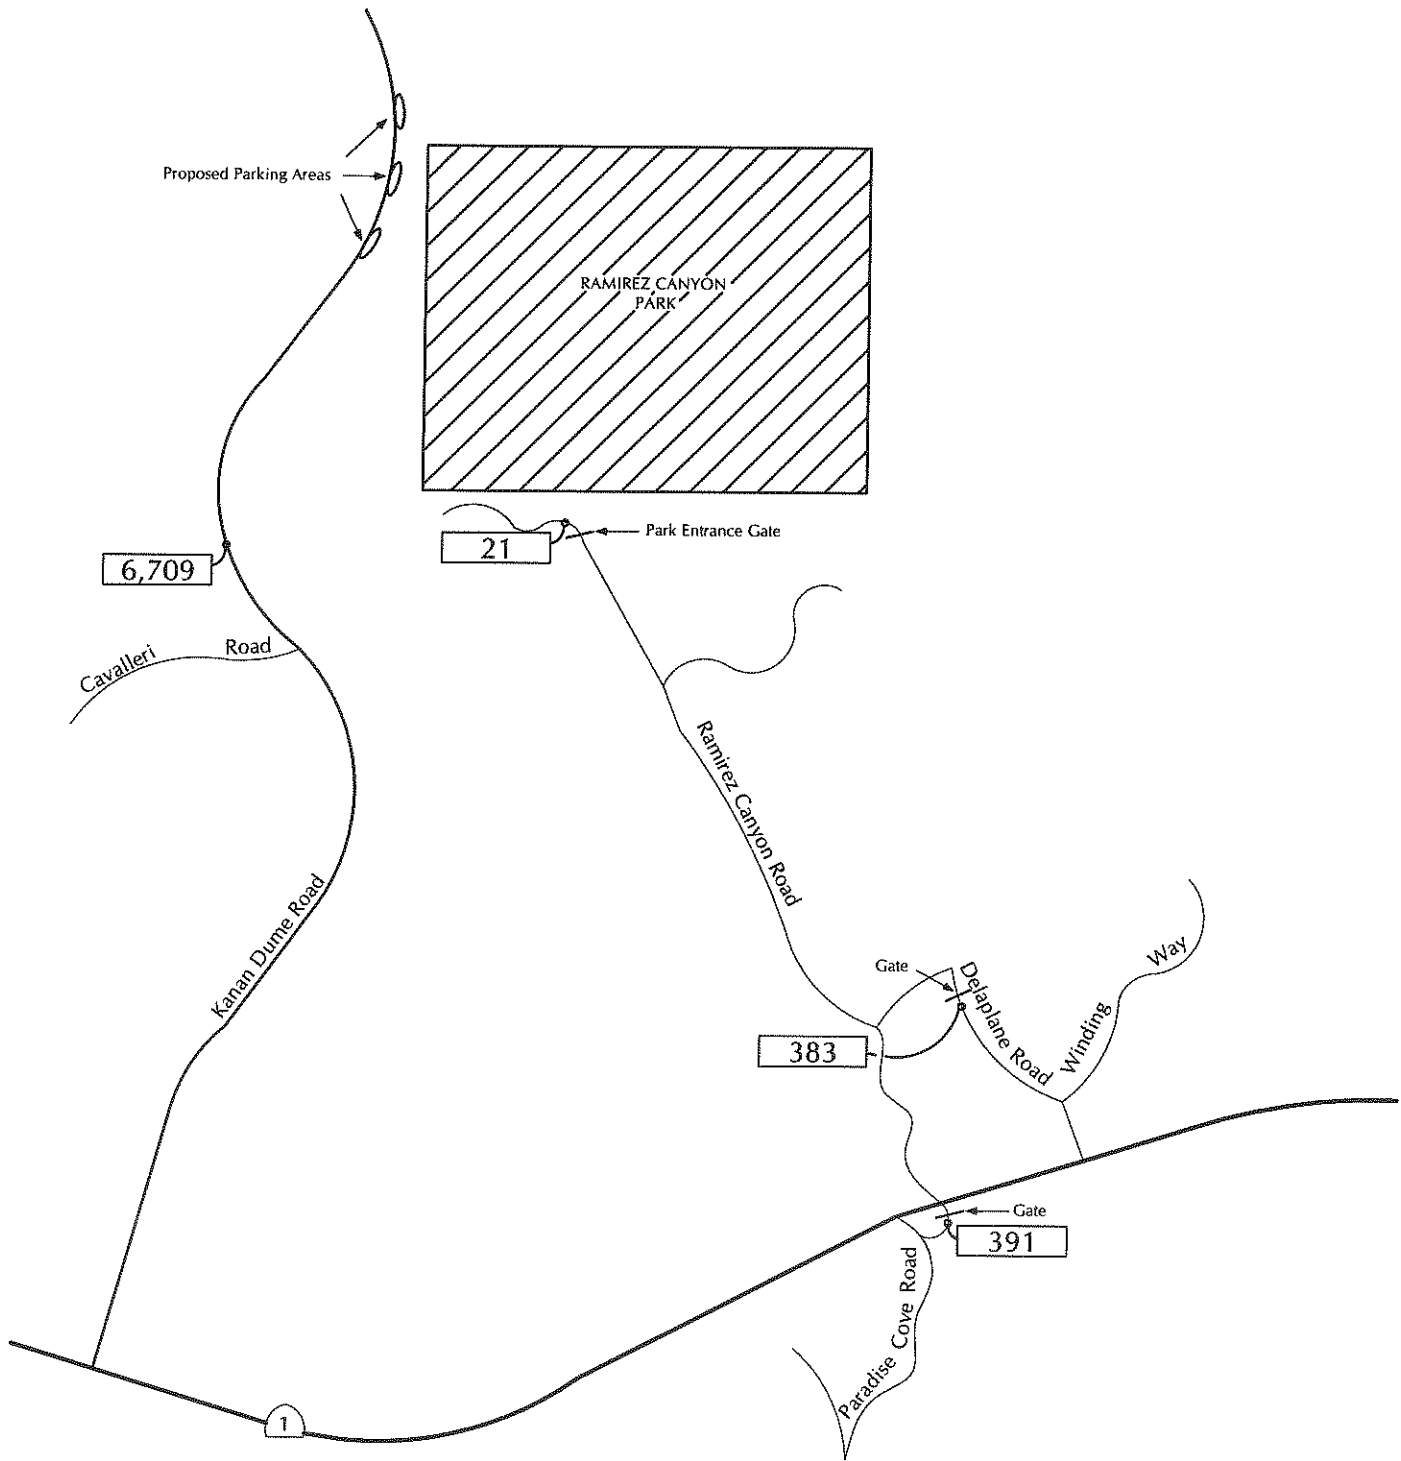 Proposed Parking Areas
RAMIREZ CANYON
PARK
Park Entrance Gate
21
6,709
Cavalleri Road
Ramirez Canyon Road
Kanan Dume Road
Gate
Delaplane Road
Winding Way
383
Gate
391
Paradise Cove Road
1